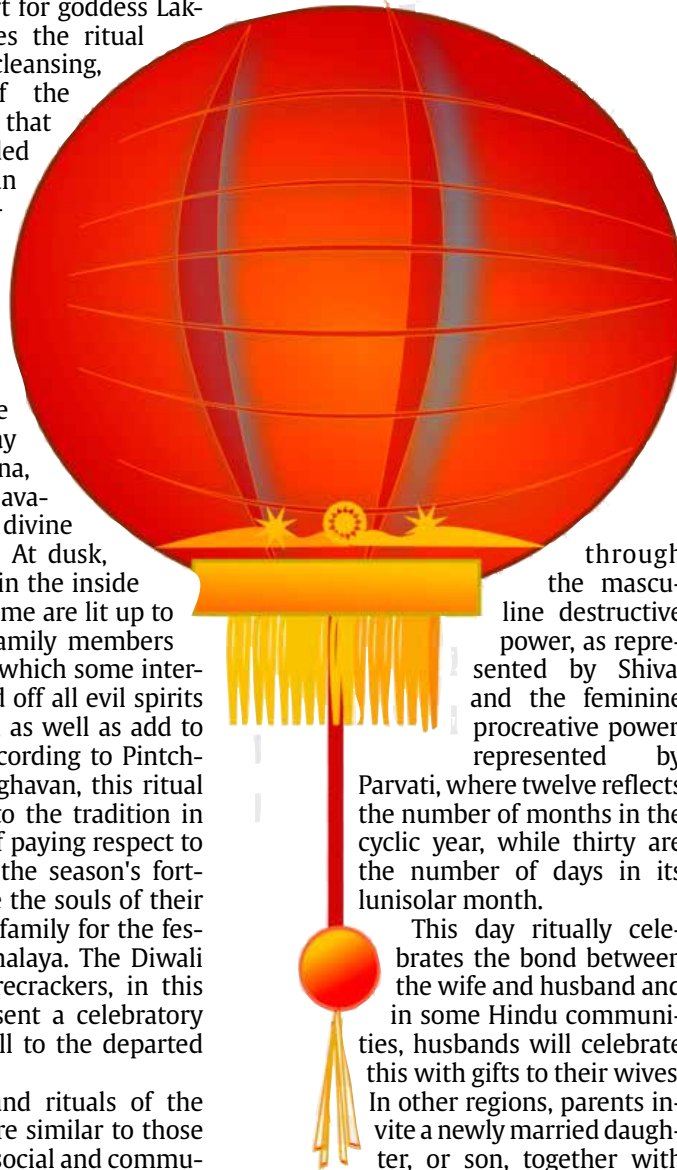 rt for goddess Lak-
es the ritual
cleansing,
f the
that
led
an
-
e
ay
na,
ava-
divine
At dusk,
in the inside
me are lit up to
amily members
which some inter-
d off all evil spirits
as well as add to
cording to Pintch-
ghavan, this ritual
to the tradition in
f paying respect to
the season's fort-
e the souls of their
family for the fes-
nalaya. The Diwali
recrackers, in this
sent a celebratory
ll to the departed
and rituals of the
re similar to those
social and commu-
through
the mascu-
line destructive
power, as repre-
sented by Shiva
and the feminine
procreative power
represented by
Parvati, where twelve reflects
the number of months in the
cyclic year, while thirty are
the number of days in its
lunisolar month.
This day ritually cele-
brates the bond between
the wife and husband and
in some Hindu communi-
ties, husbands will celebrate
this with gifts to their wives
In other regions, parents in-
vite a newly married daugh-
ter, or son, together with